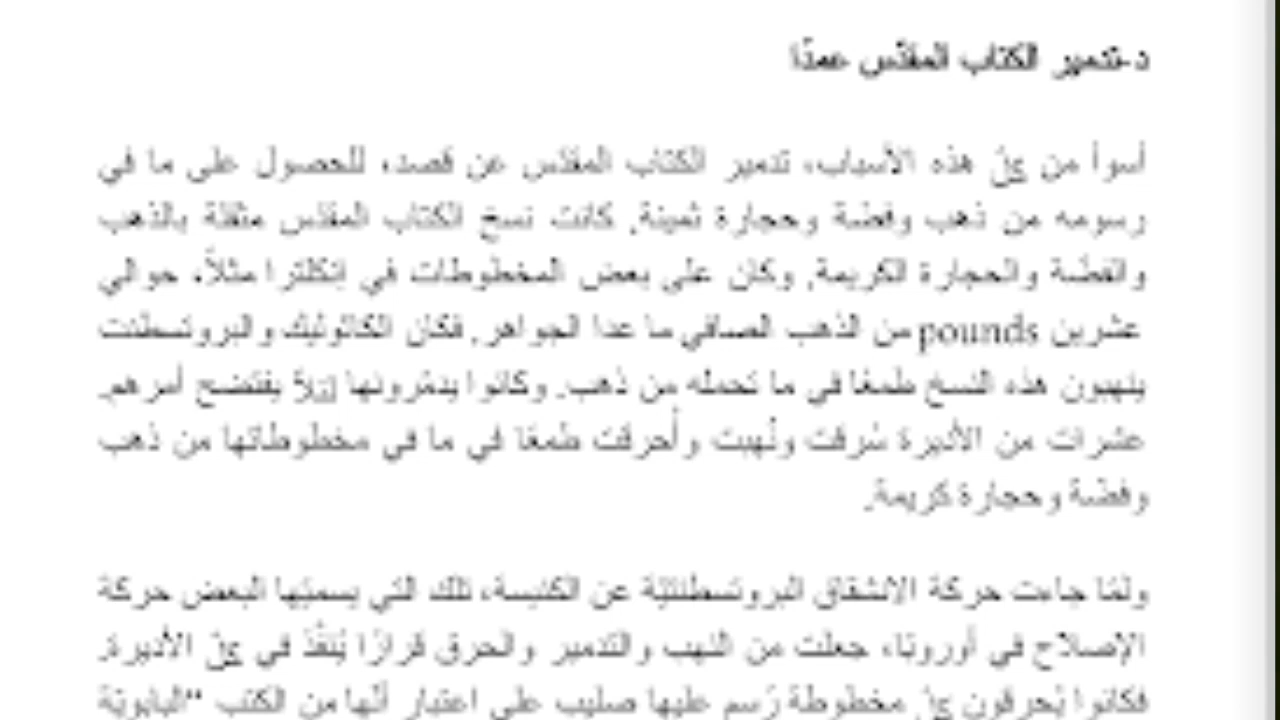 د-تدمير الكتاب المقدّس عمدًا
أسوأ من كلّ هذه الأسباب، تدمير الكتاب المقدّس عن قصد، للحصول على ما في
رسومه من ذهب وفضّة وحجارة ثمينة. كانت نسخ الكتاب المقدّس مثقلة بالذهب
والفضّة والحجارة الكريمة. وكان على بعض المخطوطات في إنكلترا مثلاً، حوالي
عشرين pounds من الذهب الصافي ما عدا الجواهر. فكان الكاثوليك والبروتسطنت
ينهبون هذه النسخ طمعًا في ما تحمله من ذهب. وكانوا يدمّرونها لئلاّ يفتضح أمرهم.
عشرات من الأديرة سُرقت ونُهبت وأُحرقت طمعًا في ما في مخطوطاتها من ذهب
وفضّة وحجارة كريمة.
ولمّا جاءت حركة الانشقاق البروتسطنتيّة عن الكنيسة، تلك التي يسمّيها البعض حركة
الإصلاح في أوروبّا، جعلت من النهب والتدمير والحرق قرارًا يُنفَّذ في كلّ الأديرة.
فكانوا يُحرقون كلّ مخطوطة رُسم عليها صليب على اعتبار أنّها من الكتب "البابويّة